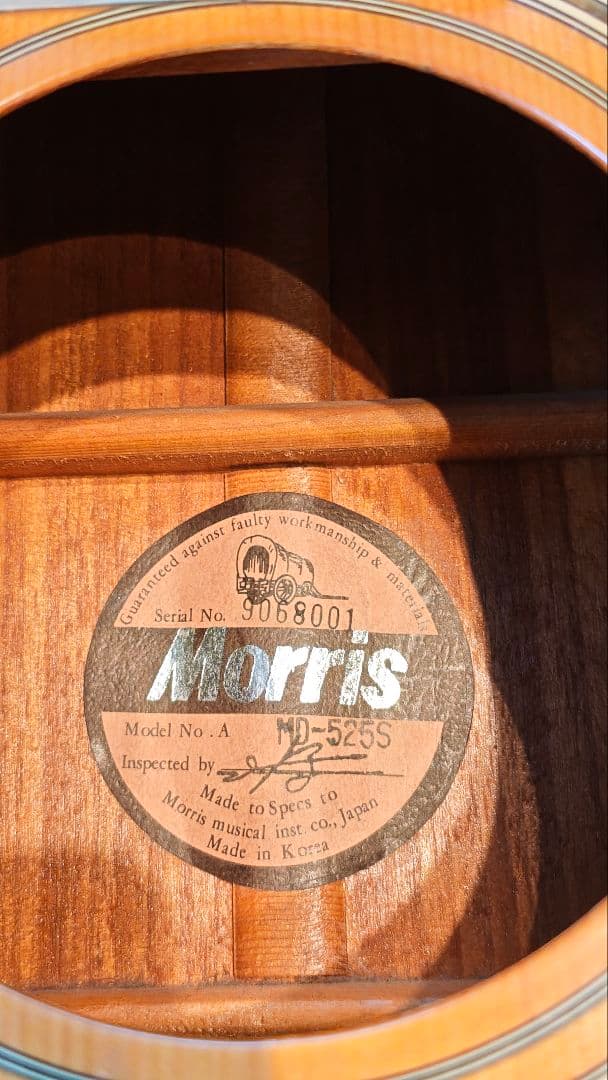 Guaranteed against faulty workmanship & materials
Serial No. 9068001
Morris
Model No. A MD-525S
Inspected by
Made to Specs to
Morris musical inst. co., Japan
Made in Korea